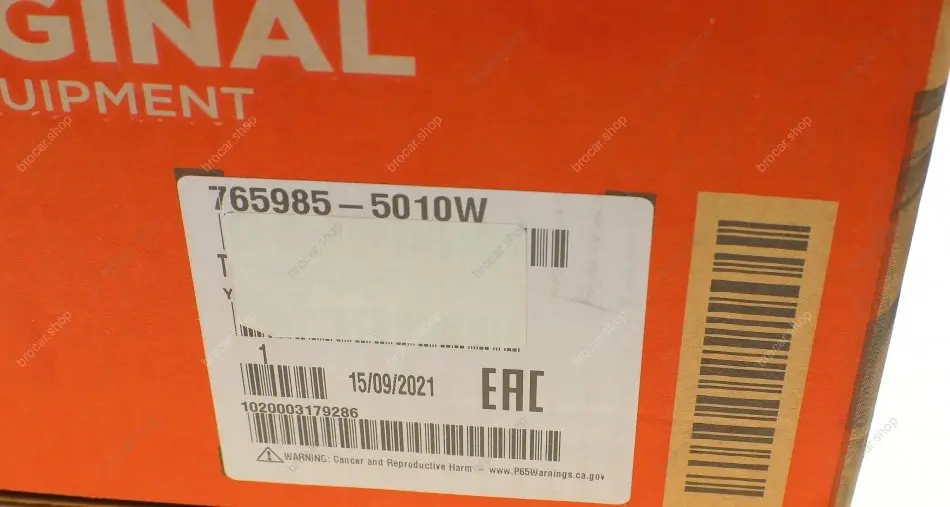 GINAL
UIPMENT
765985-5010W
T
Y
1
15/09/2021
EAC
1020003179286
WARNING: Cancer and Reproductive Harm – www.P65Warnings.ca.gov
brocar.shop